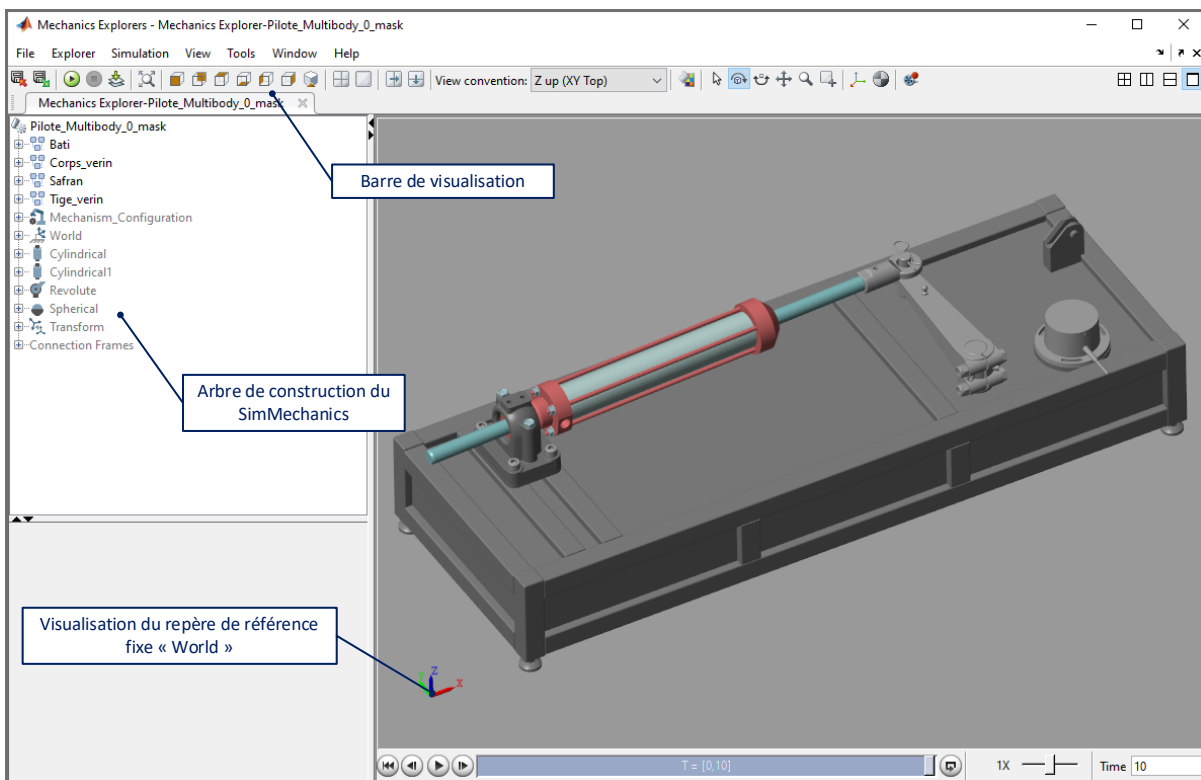 Mechanics Explorers - Mechanics Explorer-Pilote_Multibody_0_mask
File Explorer Simulation View Tools Window Help
View convention: Z up (XY Top)
Mechanics Explorer-Pilote_Multibody_0_mask
Pilote_Multibody_0_mask
Bati
Corps_verin
Safran
Tige_verin
Mechanism_Configuration
World
Cylindrical
Cylindrical1
Revolute
Spherical
Transform
Connection Frames
Barre de visualisation
Arbre de construction du
SimMechanics
Visualisation du repère de référence
fixe « World »
Z
X
T = [0,10]
1X
Time 10